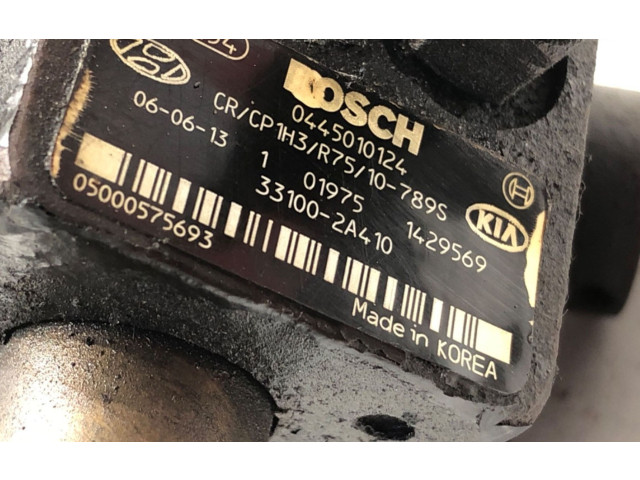 54
BOSCH
0445010124
CR/CP1H3/R75/10-789S
06-06-13 1 01975 1429569
33100-2A410
05000575693
KIA
Made in KOREA